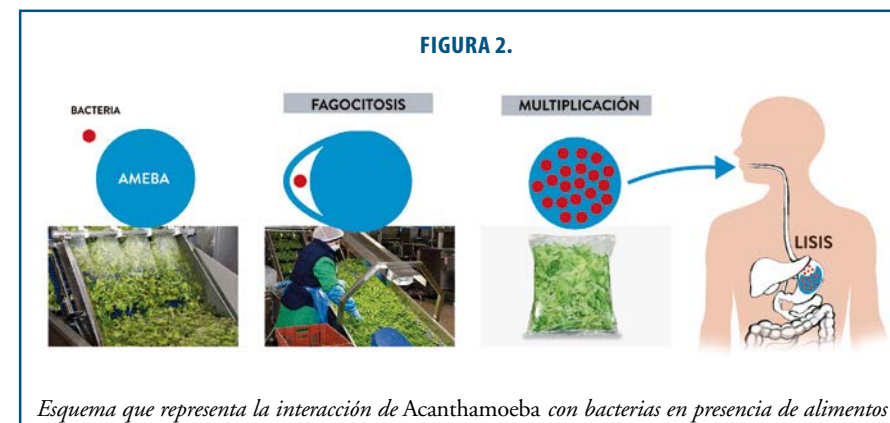 FIGURA 2.
BACTERIA
AMEBA
FAGOCITOSIS
MULTIPLICACIÓN
LISIS
Esquema que representa la interacción de Acanthamoeba con bacterias en presencia de alimentos